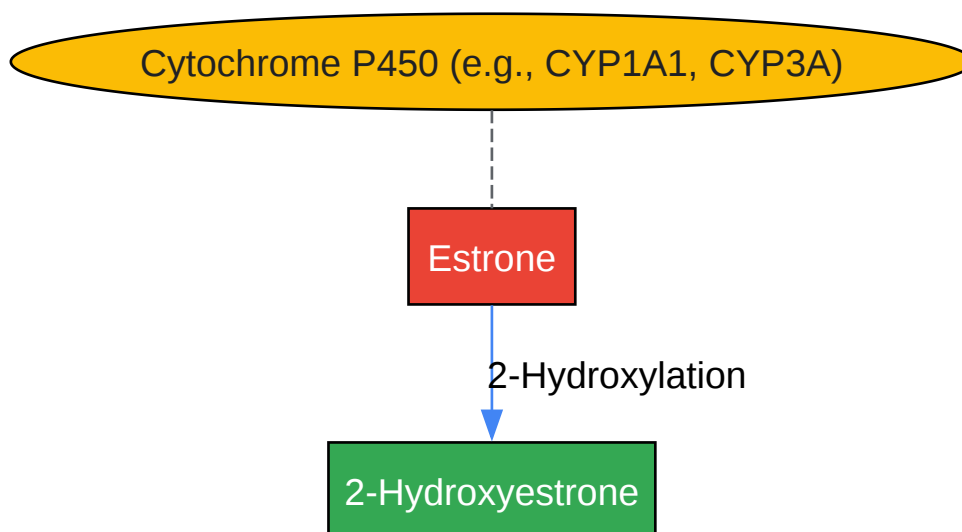 Cytochrome P450 (e.g., CYP1A1, CYP3A)
Estrone
2-Hydroxylation
2-Hydroxyestrone